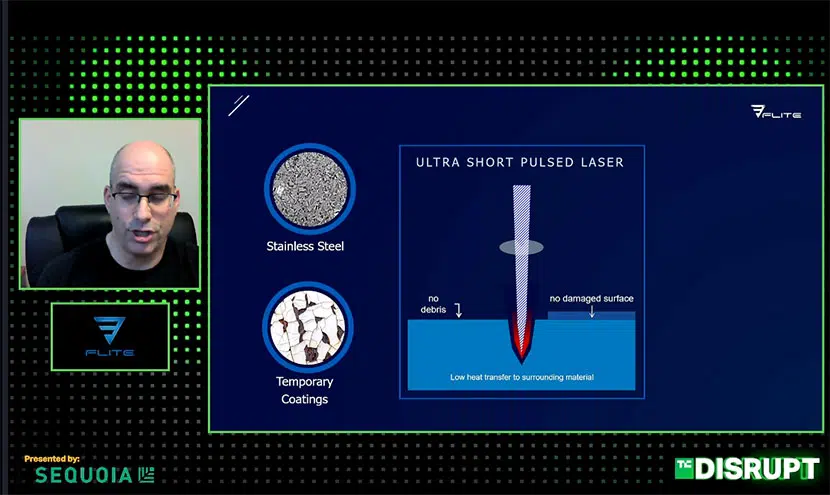 FLITE
ULTRA SHORT PULSED LASER
Stainless Steel
no
debris
no damaged surface
Low heat transfer to surrounding material
Temporary
Coatings
FLITE
Presented by:
SEQUOIA
TC DISRUPT